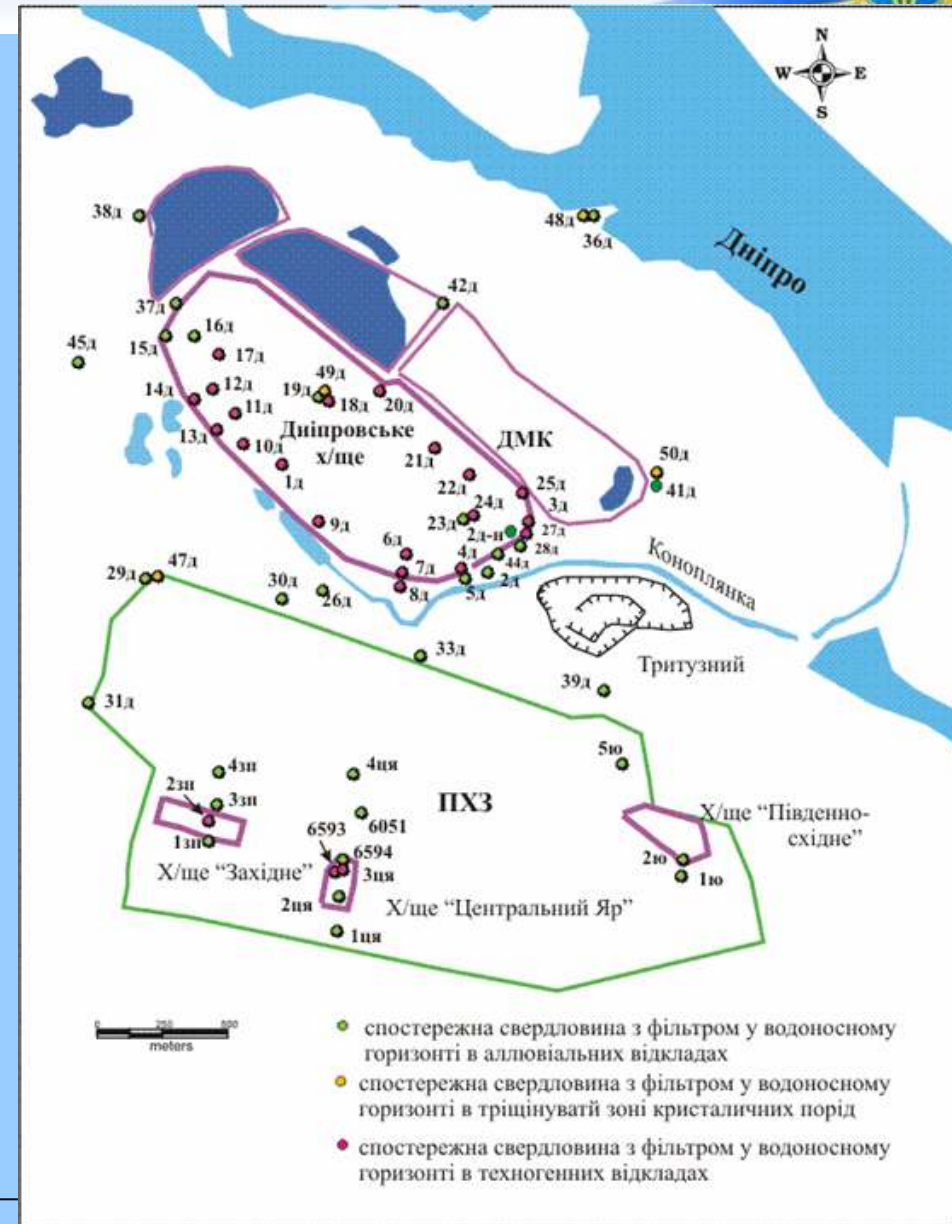 N
W E
S
38д
48д
36д
Дніпро
37д
42д
16д
15д
45д
17д
49д
12д
19д
14д
18д
20д
11д
Дніпровське
х/ще
ДМК
13д
10д
21д
50д
1д
22д
25д
41д
3д
24д
23д
9д
2д-н
27д
6д
28д
Коноплянка
4д
44д
7д
29д
47д
30д
26д
8д
5д
2д
33д
Тритузний
39д
31д
5ю
4зп
4ця
2зп
ПХЗ
3зп
Х/ще “Південно-
східне”
6051
6593
1зп
6594
Х/ще “Західне”
3ця
2ю
1ю
2ця
Х/ще “Центральний Яр”
1ця
0 250 500
meters
спостережна свердловина з фільтром у водоносному
горизонті в аллювіальних відкладах
спостережна свердловина з фільтром у водоносному
горизонті в тріщінуватй зоні кристаличних порід
спостережна свердловина з фільтром у водоносному
горизонті в техногенних відкладах